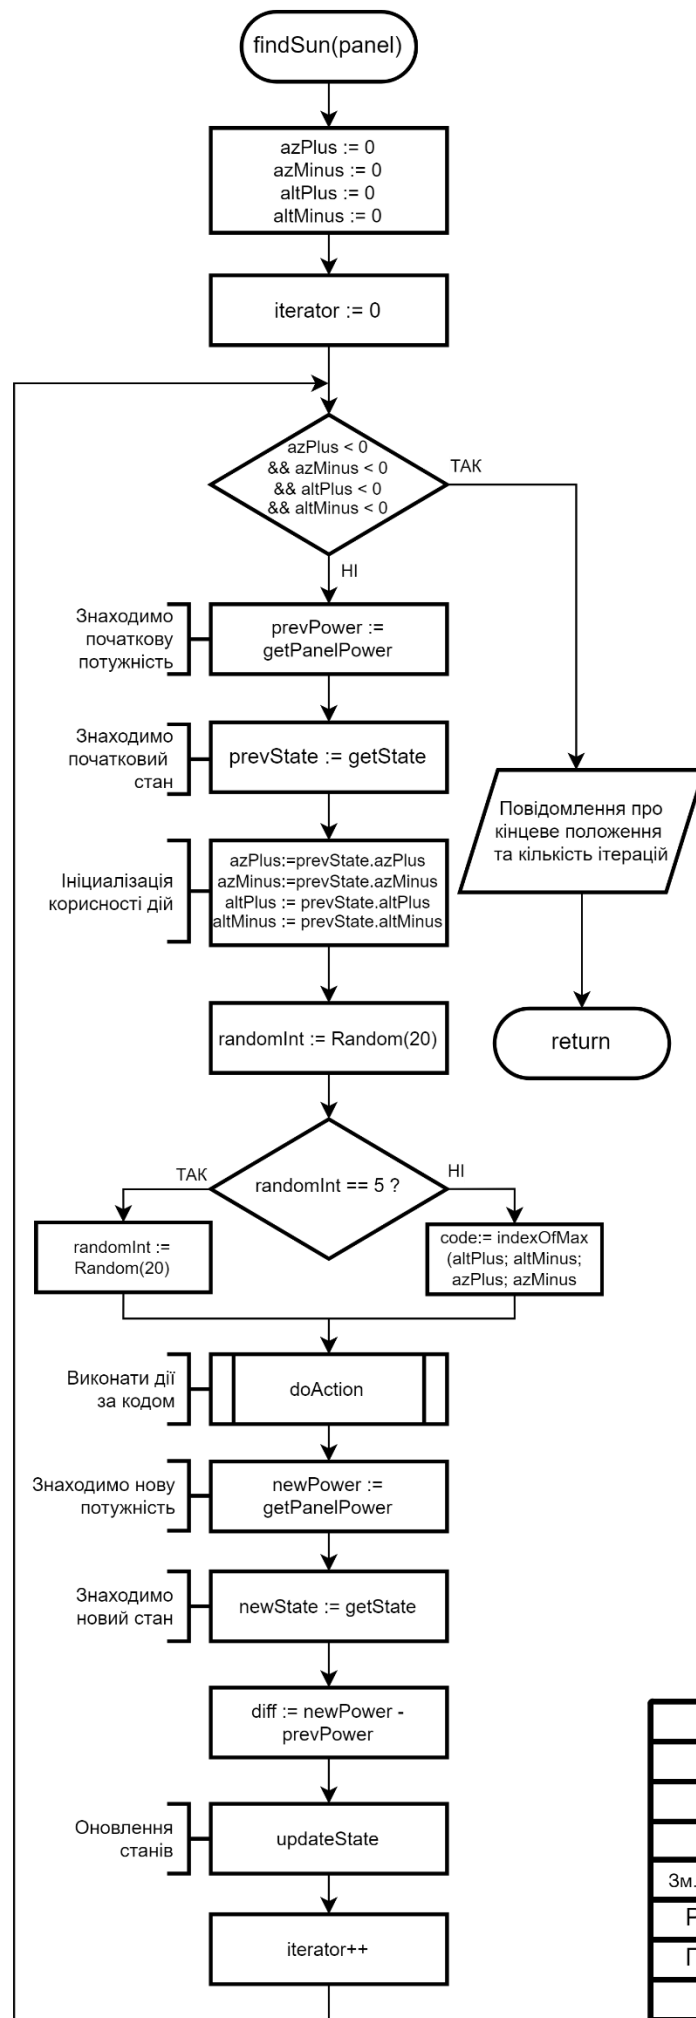 findSun(panel)
azPlus := 0
azMinus := 0
altPlus := 0
altMinus := 0
iterator := 0
azPlus < 0
&& azMinus < 0
&& altPlus < 0
&& altMinus < 0
ТАК
НІ
Знаходимо
початкову
потужність
prevPower :=
getPanelPower
Знаходимо
початковий
стан
prevState := getState
Повідомлення про
кінцеве положення
та кількість ітерацій
Ініциалізація
корисності дій
azPlus:=prevState.azPlus
azMinus:=prevState.azMinus
altPlus := prevState.altPlus
altMinus := prevState.altMinus
randomInt := Random(20)
return
randomInt == 5 ?
ТАК
НІ
randomInt :=
Random(20)
code:= indexOfMax
(altPlus; altMinus;
azPlus; azMinus
Виконати дії
за кодом
doAction
Знаходимо нову
потужність
newPower :=
getPanelPower
Знаходимо
новий стан
newState := getState
diff := newPower -
prevPower
Оновлення
станів
updateState
iterator++
Зм.